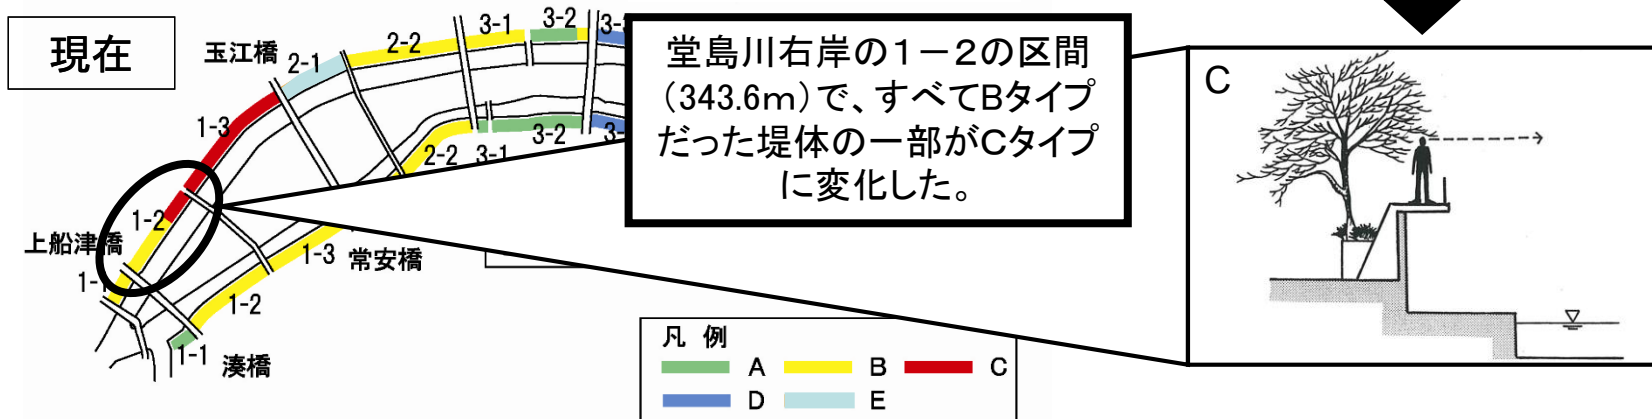 現在
玉江橋
2-1
2-2
3-1
3-2
1-3
1-2
上船津橋
2-2
3-1
3-2
1-3
常安橋
1-2
1-1
湊橋
堂島川右岸の1－2の区間
（343.6m）で、すべてBタイプ
だった堤体の一部がCタイプ
に変化した。
凡 例
A
B
C
D
E
C